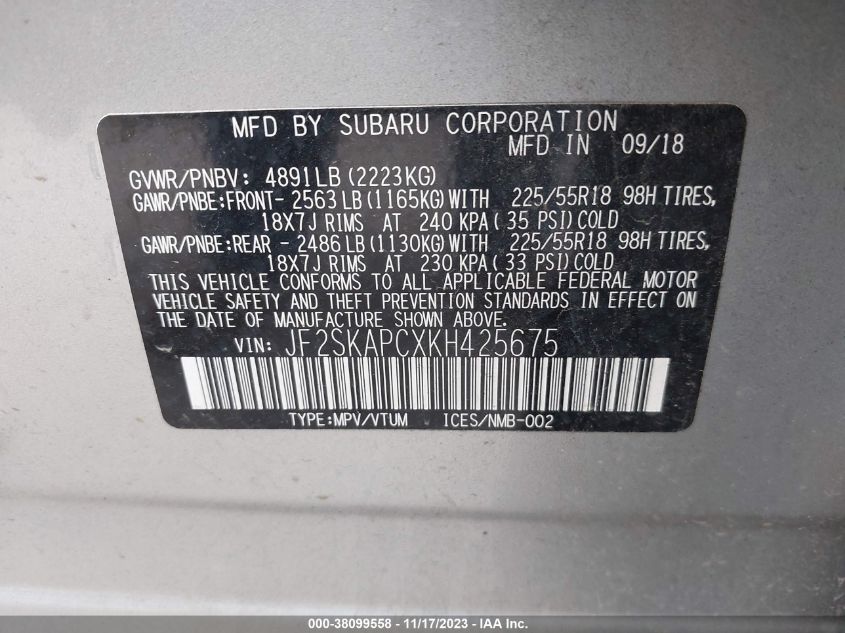 MFD BY SUBARU CORPORATION
MFD IN 09/18
GVWR/PNBV: 4891LB(2223KG)
GAWR/PNBE:FRONT- 2563LB(1165KG)WITH 225/55R18 98H TIRES,
18X7J RIMS AT 240 KPA( 35 PSI)COLD
GAWR/PNBE:REAR - 2486LB(1130KG)WITH 225/55R18 98H TIRES,
18X7J RIMS AT 230 KPA( 33 PSI)COLD
THIS VEHICLE CONFORMS TO ALL APPLICABLE FEDERAL MOTOR
VEHICLE SAFETY AND THEFT PREVENTION STANDARDS IN EFFECT ON
THE DATE OF MANUFACTURE SHOWN ABOVE.
VIN: JF2SKAPCXKH425675
TYPE:MPV/VTUM ICES/NMB-002
000-38099558 - 11/17/2023 - IAA Inc.